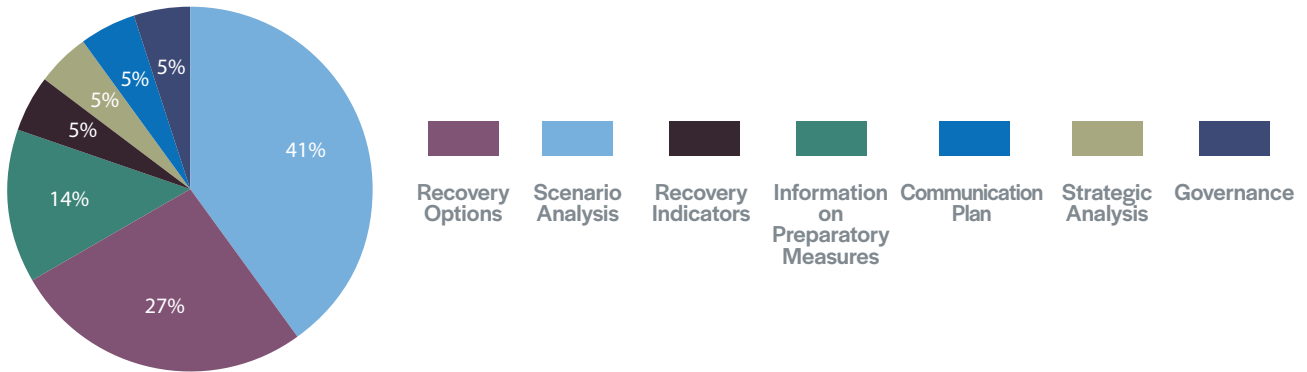 5%
5%
5%
5%
41%
14%
27%
Recovery
Options
Scenario
Analysis
Recovery
Indicators
Information
on
Preparatory
Measures
Communication
Plan
Strategic
Analysis
Governance